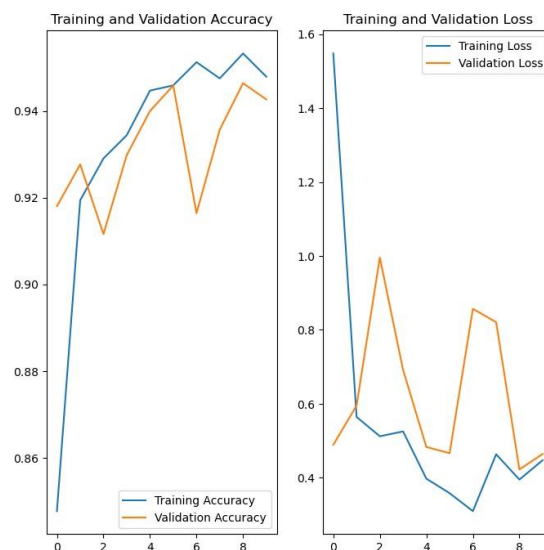 Training and Validation Accuracy
0.94
0.92
0.90
0.88
0.86
Training Accuracy
Validation Accuracy
0 2 4 6 8
Training and Validation Loss
1.6
1.4
1.2
1.0
0.8
0.6
0.4
Training Loss
Validation Loss
0 2 4 6 8